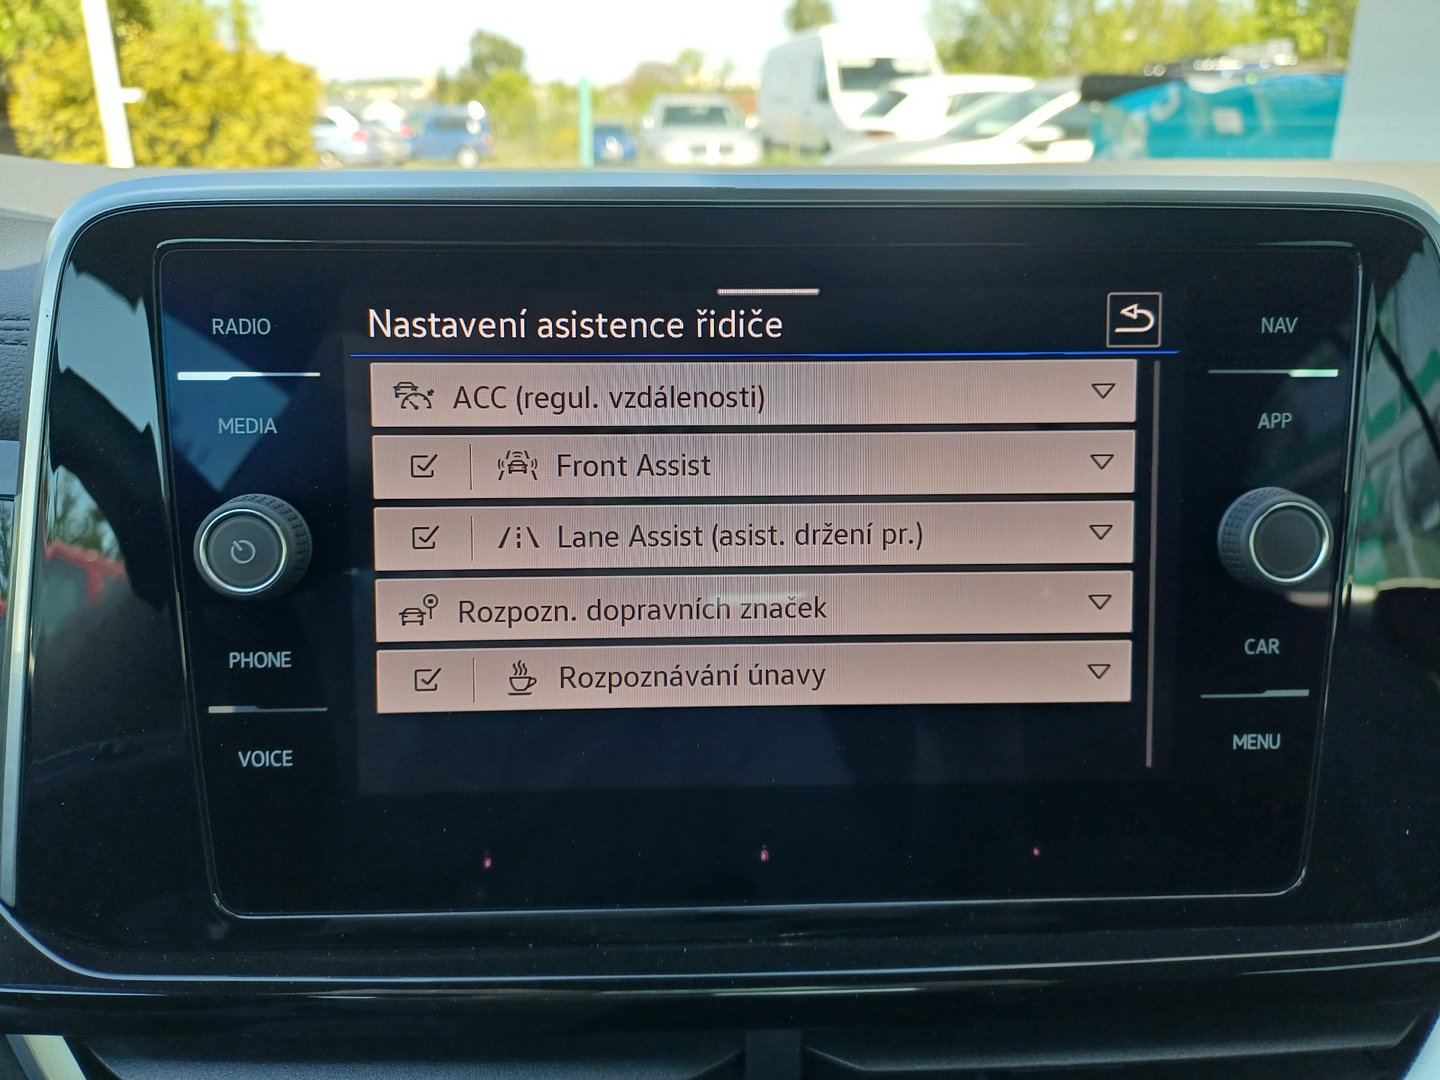 RADIO
MEDIA
PHONE
VOICE
Nastavení asistence řidiče
ACC (regul. vzdálenosti)
Front Assist
Lane Assist (asist. držení pr.)
Rozpozn. dopravních značek
Rozpoznávání únavy
NAV
APP
CAR
MENU